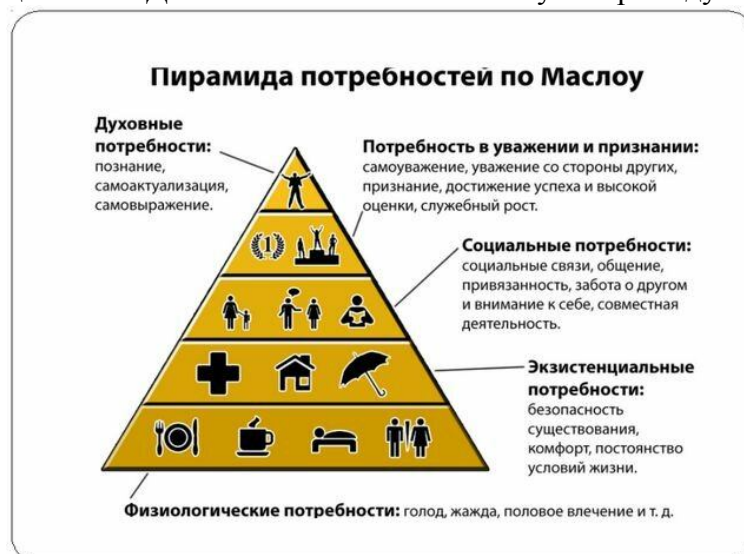 Пирамида потребностей по Маслоу
Духовные
потребности:
познание,
самоактуализация,
самовыражение.
Потребность в уважении и признании:
самоуважение, уважение со стороны других,
признание, достижение успеха и высокой
оценки, служебный рост.
Социальные потребности:
социальные связи, общение,
привязанность, забота о другом
и внимание к себе, совместная
деятельность.
Экзистенциальные
потребности:
безопасность
существования,
комфорт, постоянство
условий жизни.
1
Физиологические потребности: голод, жажда, половое влечение и т. д.